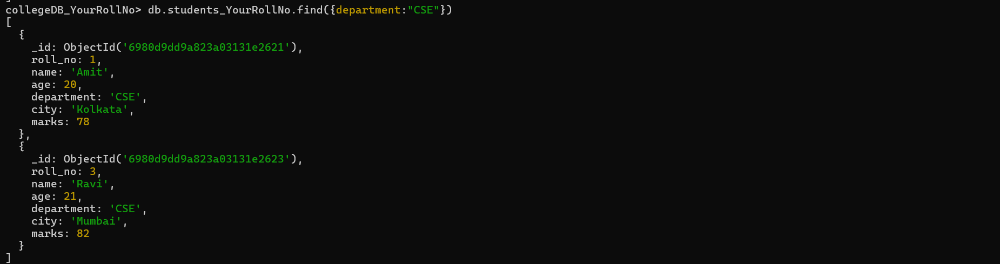 ]
collegeDB_YourRollNo> db.students_YourRollNo.find({department:"CSE"})
[
  {
    _id: ObjectId('6980d9dd9a823a03131e2621'),
    roll_no: 1,
    name: 'Amit',
    age: 20,
    department: 'CSE',
    city: 'Kolkata',
    marks: 78
  },
  {
    _id: ObjectId('6980d9dd9a823a03131e2623'),
    roll_no: 3,
    name: 'Ravi',
    age: 21,
    department: 'CSE',
    city: 'Mumbai',
    marks: 82
  }
]